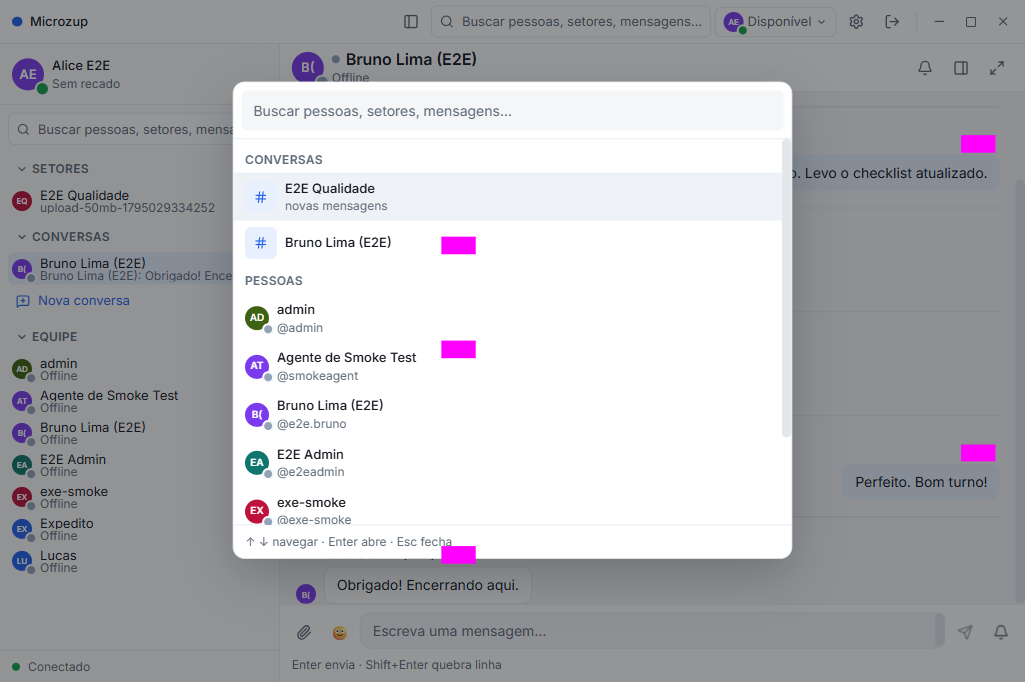 Microzup
Buscar pessoas, setores, mensagens...
AE
Disponível
AE
Alice E2E
Sem recado
Buscar pessoas, setores, mensa
SETORES
EQ
E2E Qualidade
upload-50mb-1795029334252
CONVERSAS
B(
Bruno Lima (E2E)
Bruno Lima (E2E): Obrigado! Ence
Nova conversa
EQUIPE
AD
admin
Offline
AT
Agente de Smoke Test
Offline
B(
Bruno Lima (E2E)
Offline
EA
E2E Admin
Offline
EX
exe-smoke
Offline
EX
Expedito
Offline
LU
Lucas
Offline
Conectado
B(
Bruno Lima (E2E)
Offline
Buscar pessoas, setores, mensagens...
CONVERSAS
#
E2E Qualidade
novas mensagens
#
Bruno Lima (E2E)
PESSOAS
AD
admin
@admin
AT
Agente de Smoke Test
@smokeagent
B(
Bruno Lima (E2E)
@e2e.bruno
EA
E2E Admin
@e2eadmin
EX
exe-smoke
@exe-smoke
↑ ↓ navegar · Enter abre · Esc fecha
o. Levo o checklist atualizado.
Perfeito. Bom turno!
B(
Obrigado! Encerrando aqui.
Escreva uma mensagem...
Enter envia · Shift+Enter quebra linha